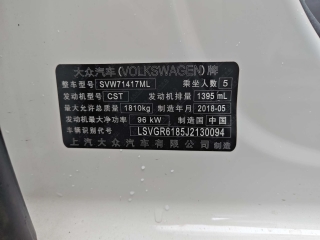 大众汽车(VOLKSWAGEN)牌
整车型号 SVW71417ML 乘坐人数 5
发动机型号 CST 发动机排量 1395 mL
最大允许总质量 1810kg 制造年月 2018-05
发动机最大净功率 96 kW 制造国 中国
车辆识别代号 LSVGR6185J2130094
上汽大众汽车有限公司 制造